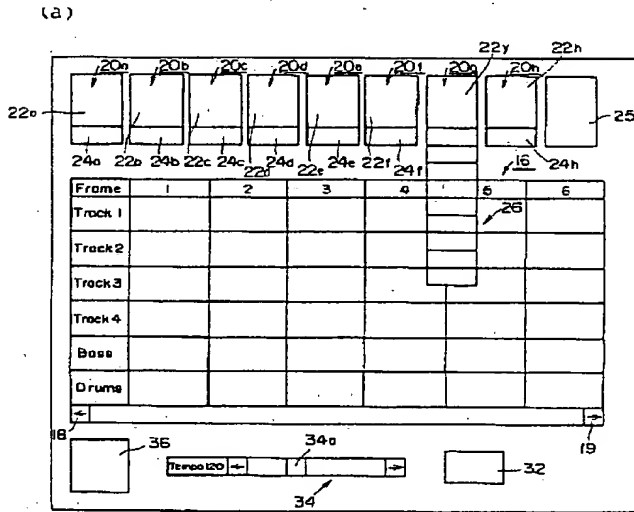 (a)
20a 20b 20c 20d 20e 20f 20g 22y 20h 22h
22a 25
24a 22b 24b 22c 24c 22d 24d 22e 24e 22f 24f 24h
16
Frame 1 2 3 4 5 6
Track 1
26
Track 2
Track 3
Track 4
Bass
Drums
18 19
36 34a 32
Tempo 120
34